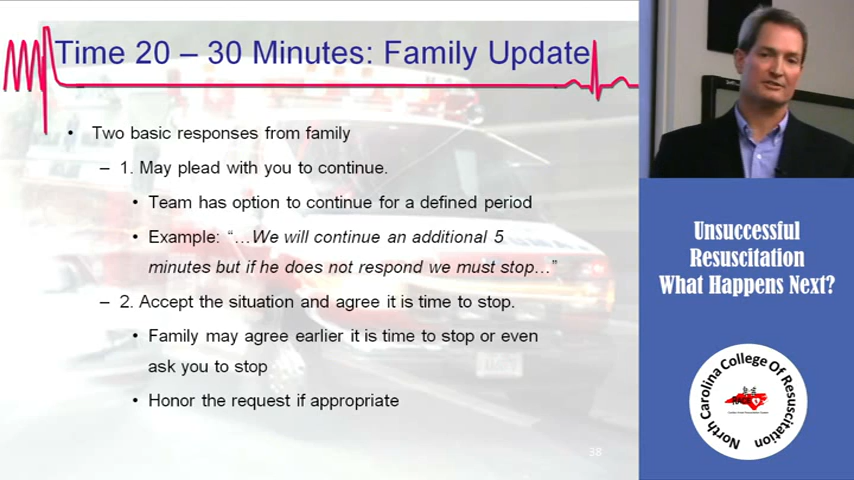 Time 20 – 30 Minutes: Family Update
• Two basic responses from family
– 1. May plead with you to continue.
• Team has option to continue for a defined period
• Example: “…We will continue an additional 5
minutes but if he does not respond we must stop…”
– 2. Accept the situation and agree it is time to stop.
• Family may agree earlier it is time to stop or even
ask you to stop
• Honor the request if appropriate
38
Unsuccessful
Resuscitation
What Happens Next?
North Carolina College Of Resuscitation